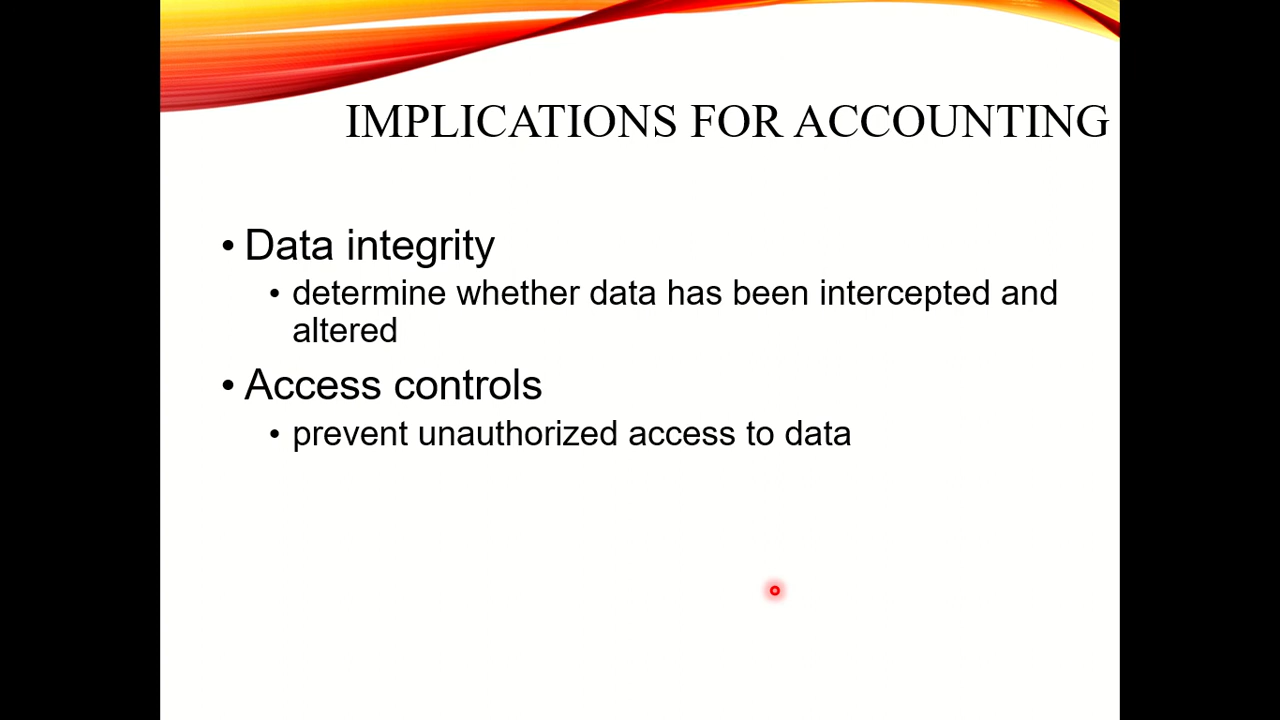 IMPLICATIONS FOR ACCOUNTING
• Data integrity
• determine whether data has been intercepted and
altered
• Access controls
• prevent unauthorized access to data